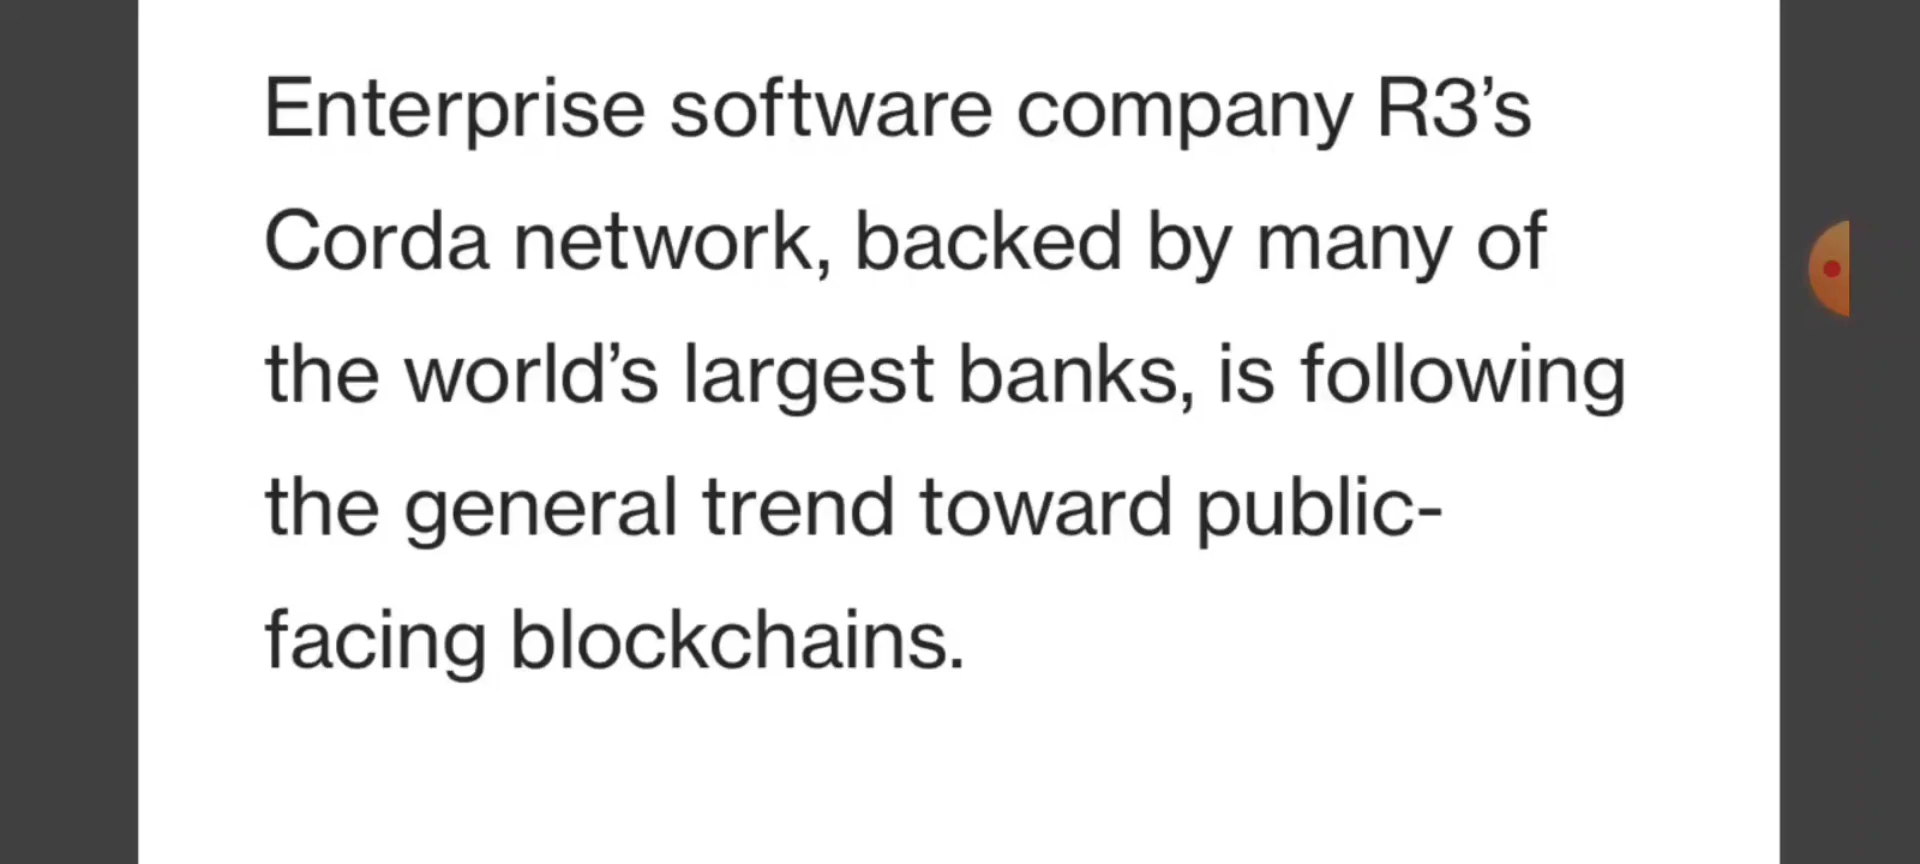 Enterprise software company R3’s
Corda network, backed by many of
the world’s largest banks, is following
the general trend toward public-
facing blockchains.